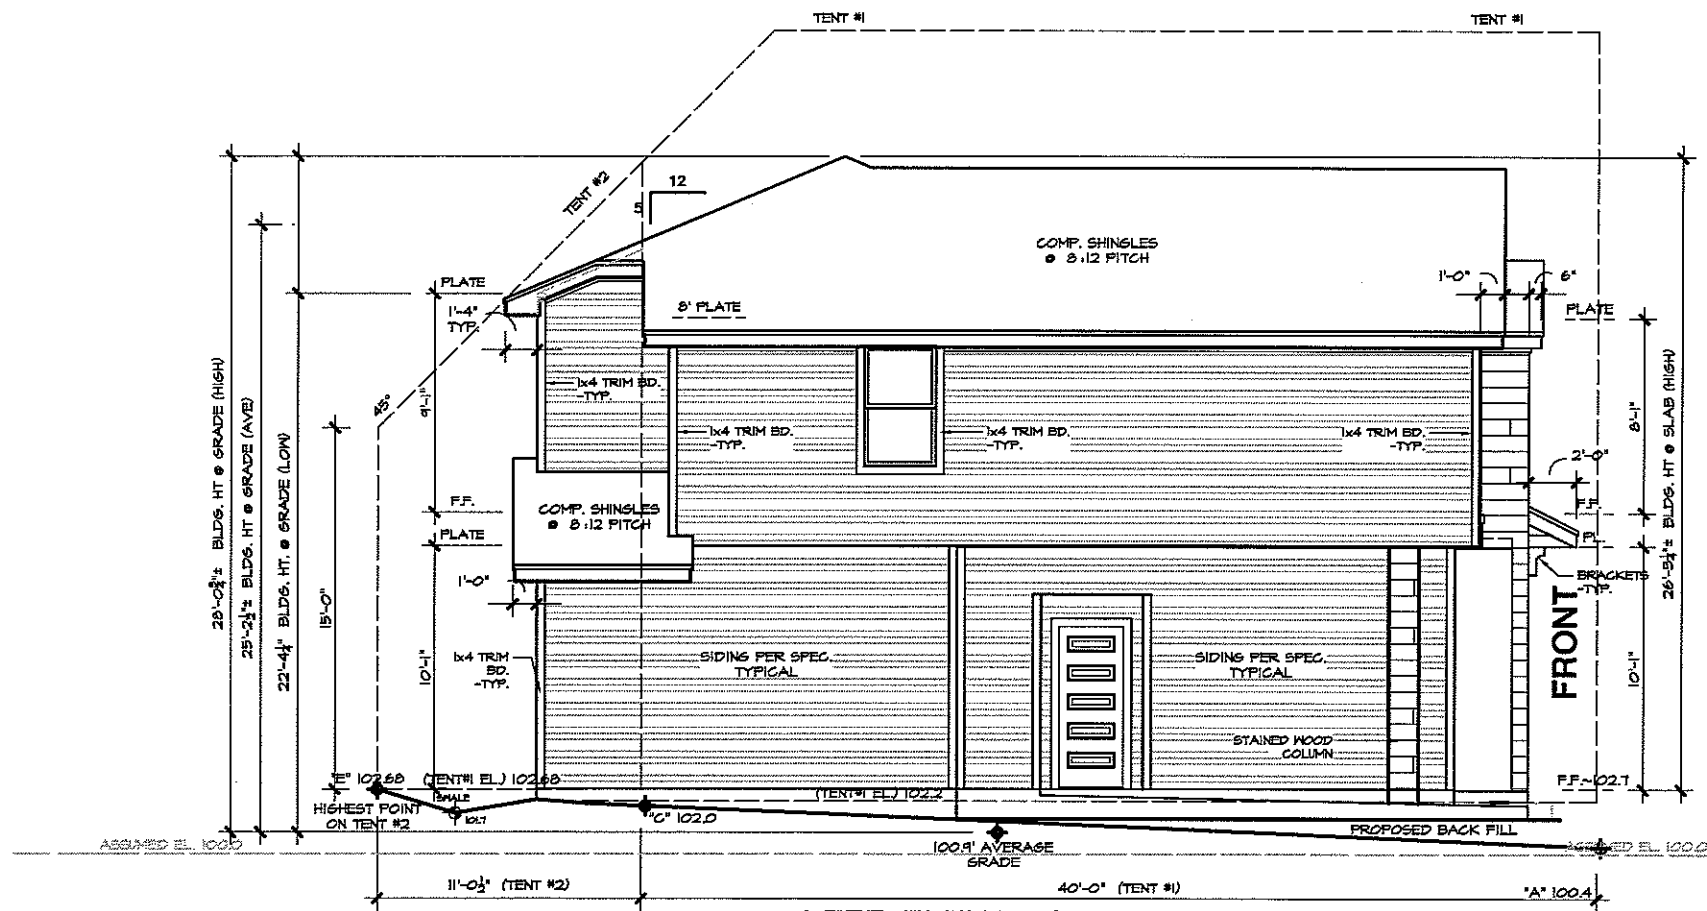 TENT #1
TENT #1
TENT #2
12
5
COMP. SHINGLES
@ 8:12 PITCH
1'-0"
6"
PLATE
8' PLATE
PLATE
1'-4"
TYP.
1x4 TRIM BD.
-TYP.
45°
9'-1"
1x4 TRIM BD.
-TYP.
1x4 TRIM BD.
-TYP.
1x4 TRIM BD.
-TYP.
8'-1"
2'-0"
28'-0¾"± BLDG. HT @ GRADE (HIGH)
25'-2½"± BLDG. HT @ GRADE (AVE)
22'-4¼" BLDG. HT. @ GRADE (LOW)
26'-5¾"± BLDG. HT @ SLAB (HIGH)
F.F.
COMP. SHINGLES
@ 8:12 PITCH
F.F.
PLATE
PL
1'-0"
BRACKETS
-TYP.
15'-0"
10'-1"
FRONT
10'-1"
1x4 TRIM
BD.
-TYP.
SIDING PER SPEC.
TYPICAL
SIDING PER SPEC.
TYPICAL
STAINED WOOD
COLUMN
"E" 102.68
(TENT#1 EL.) 102.68
F.F.~102.7
HIGHEST POINT
ON TENT #2
SWALE
101.7
(TENT#1 EL.) 102.2
"C" 102.0
PROPOSED BACK FILL
ASSUMED EL. 100.0
100.9' AVERAGE
GRADE
ASSUMED EL. 100.0
11'-0½" (TENT #2)
40'-0" (TENT #1)
"A" 100.4